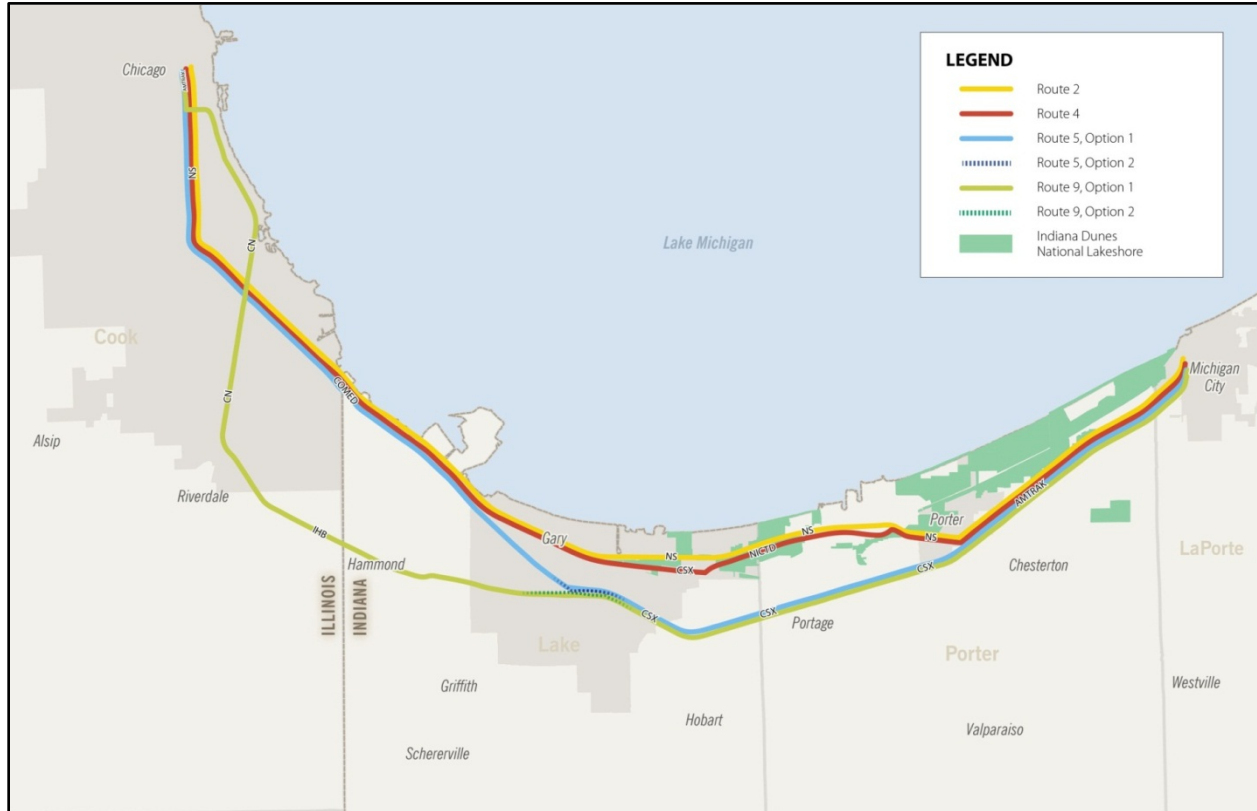 LEGEND
Route 2
Route 4
Route 5, Option 1
Route 5, Option 2
Route 9, Option 1
Route 9, Option 2
Indiana Dunes
National Lakeshore
Chicago
NS
CN
Lake Michigan
Cook
COMED
Michigan
City
CN
Alsip
Riverdale
AMTRAK
IHB
Gary
NS
NS
Porter
NS
NICTD
CSX
Hammond
Chesterton
LaPorte
CSX
ILLINOIS
INDIANA
CSX
CSX
Portage
Lake
Porter
Griffith
Westville
Hobart
Valparaiso
Schererville